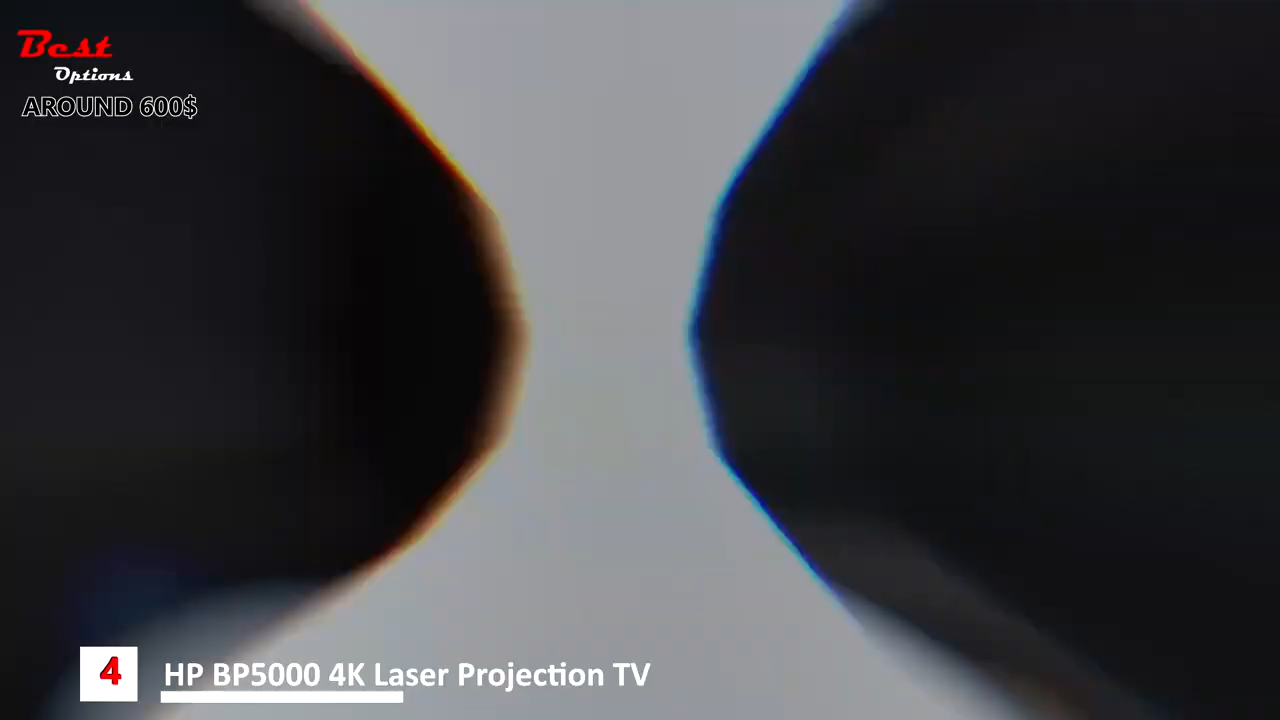 Best
Options
AROUND 600$
4
HP BP5000 4K Laser Projection TV